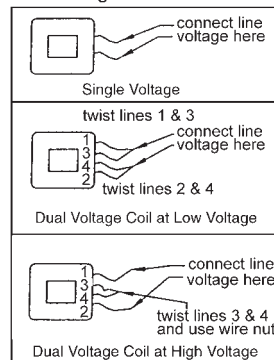 connect line
voltage here
Single Voltage
twist lines 1 & 3
connect line
voltage here
1
3
4
2
twist lines 2 & 4
Dual Voltage Coil at Low Voltage
connect line
voltage here
1
3
4
2
twist lines 3 & 4
and use wire nut
Dual Voltage Coil at High Voltage